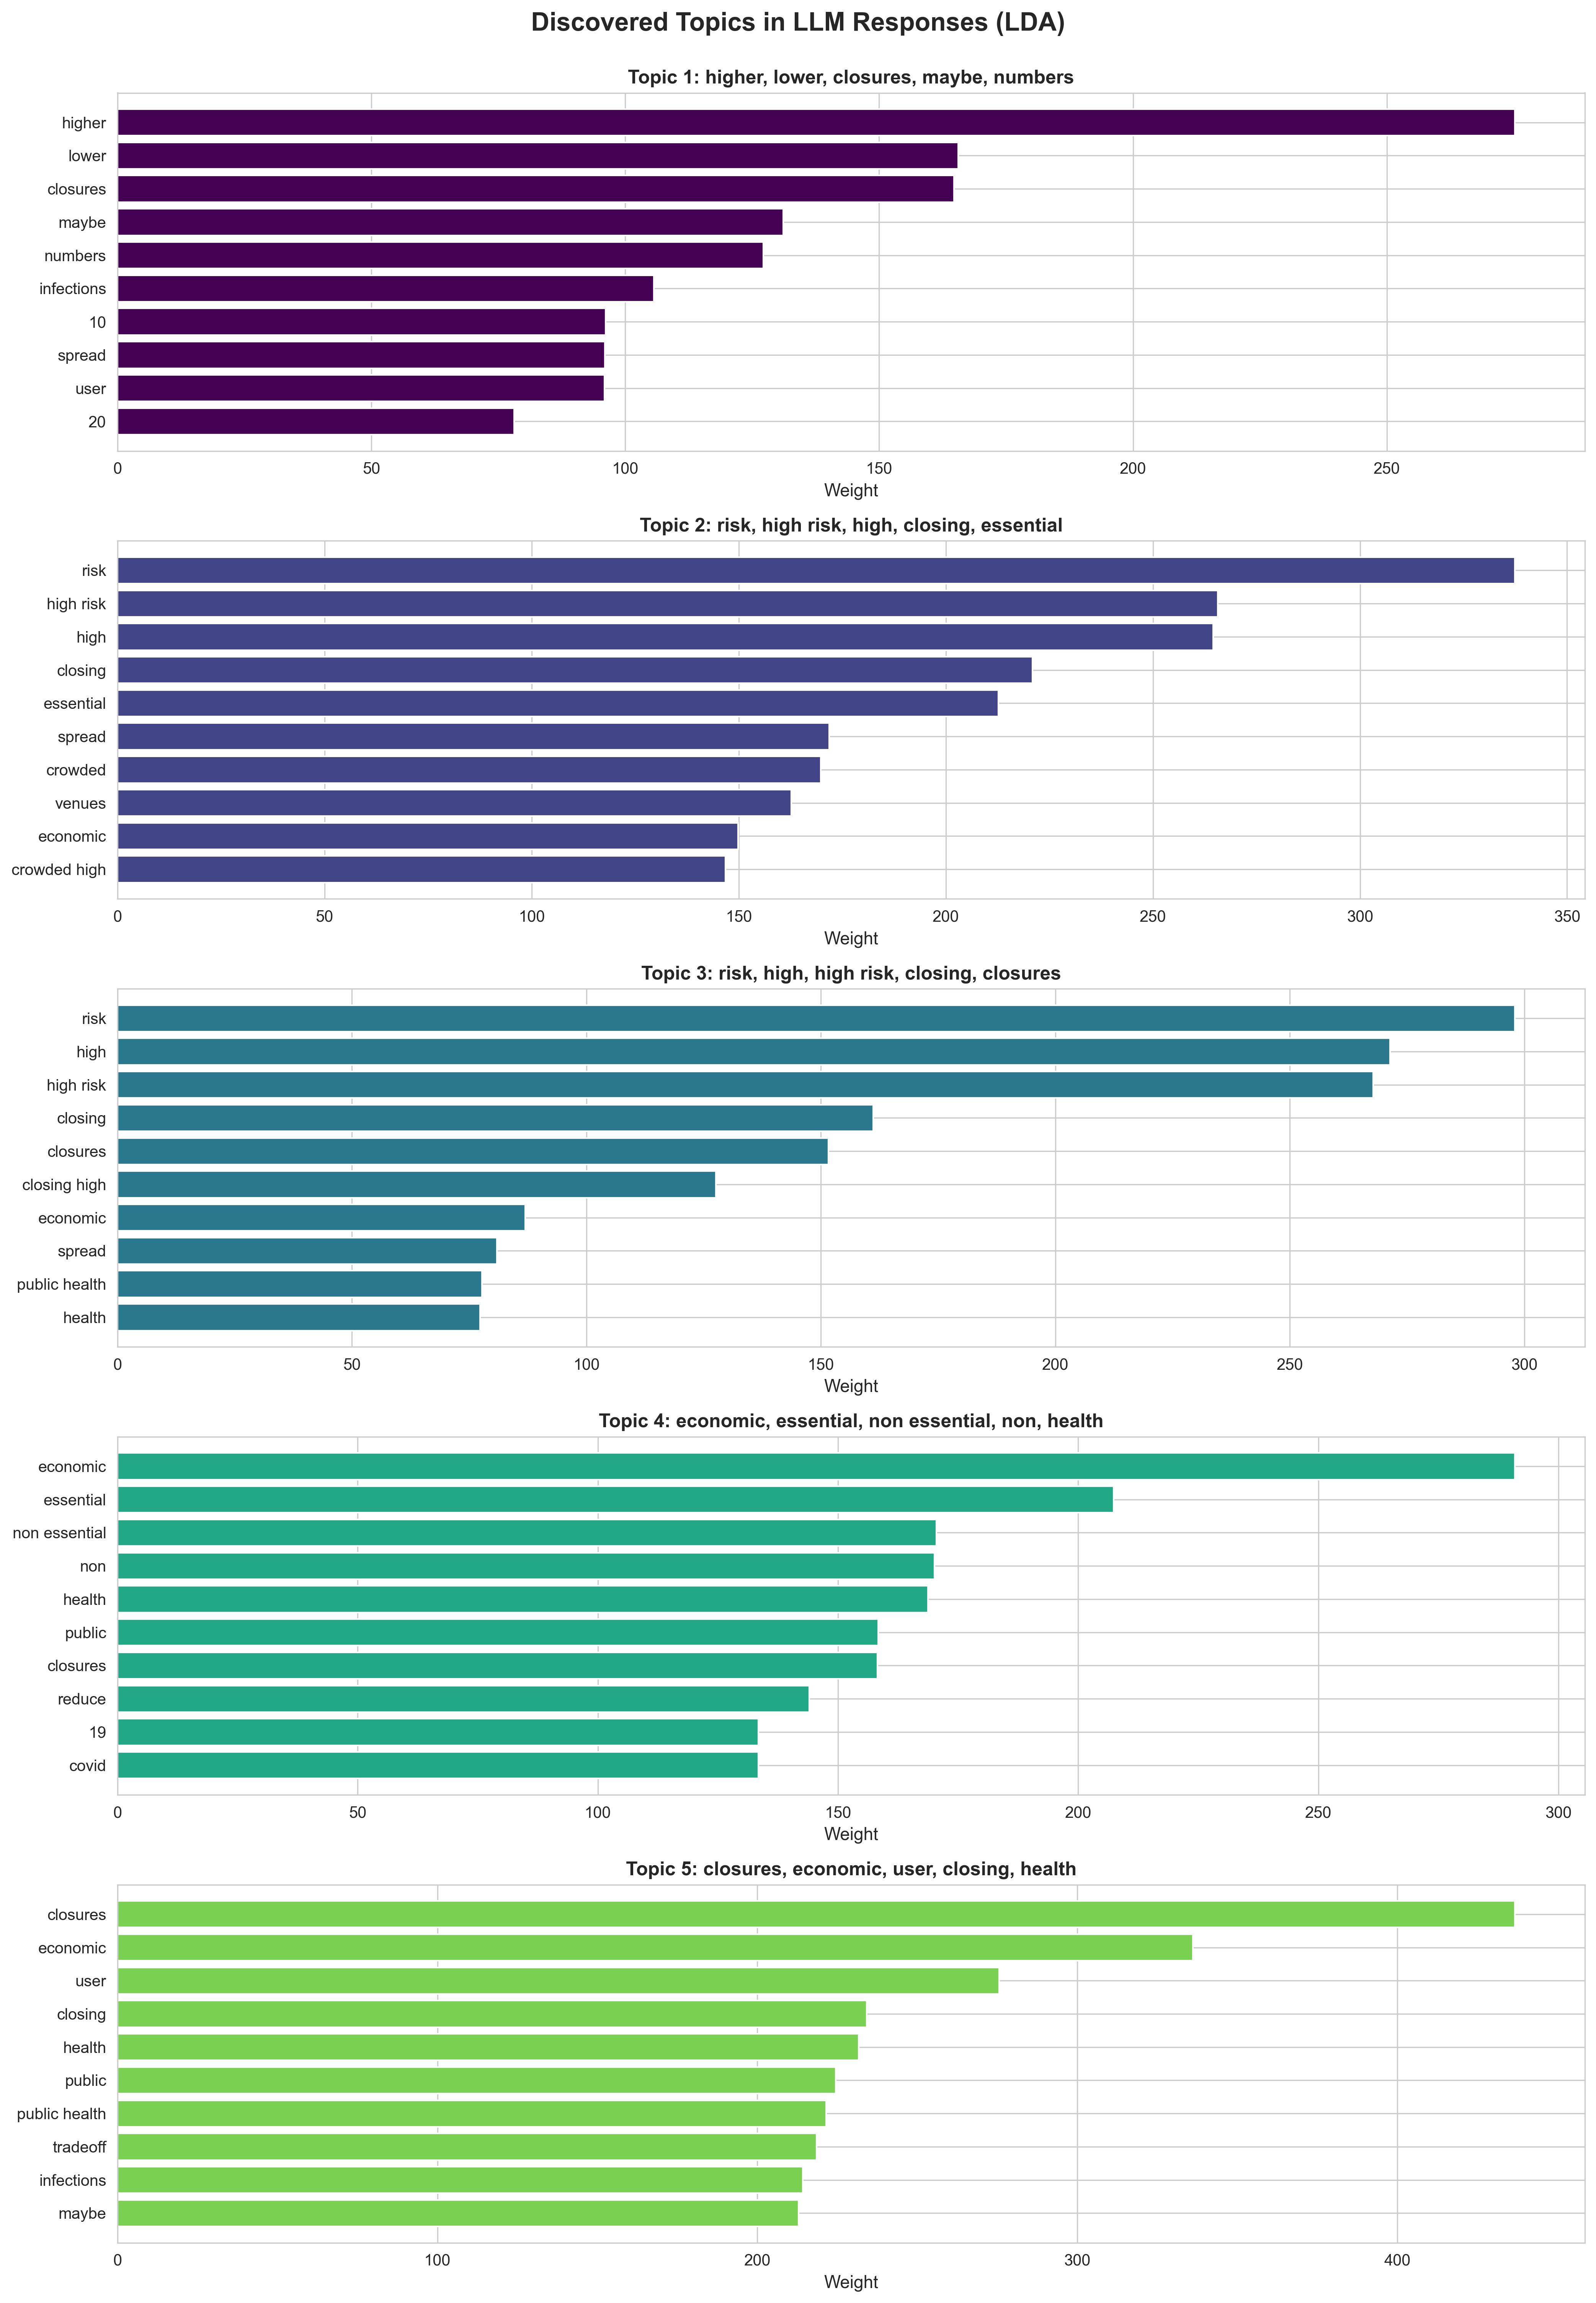 Discovered Topics in LLM Responses (LDA)
Topic 1: higher, lower, closures, maybe, numbers
higher
lower
closures
maybe
numbers
infections
10
spread
user
20
0 50 100 150 200 250
Weight
Topic 2: risk, high risk, high, closing, essential
risk
high risk
high
closing
essential
spread
crowded
venues
economic
crowded high
0 50 100 150 200 250 300 350
Weight
Topic 3: risk, high, high risk, closing, closures
risk
high
high risk
closing
closures
closing high
economic
spread
public health
health
0 50 100 150 200 250 300
Weight
Topic 4: economic, essential, non essential, non, health
economic
essential
non essential
non
health
public
closures
reduce
19
covid
0 50 100 150 200 250 300
Weight
Topic 5: closures, economic, user, closing, health
closures
economic
user
closing
health
public
public health
tradeoff
infections
maybe
0 100 200 300 400
Weight